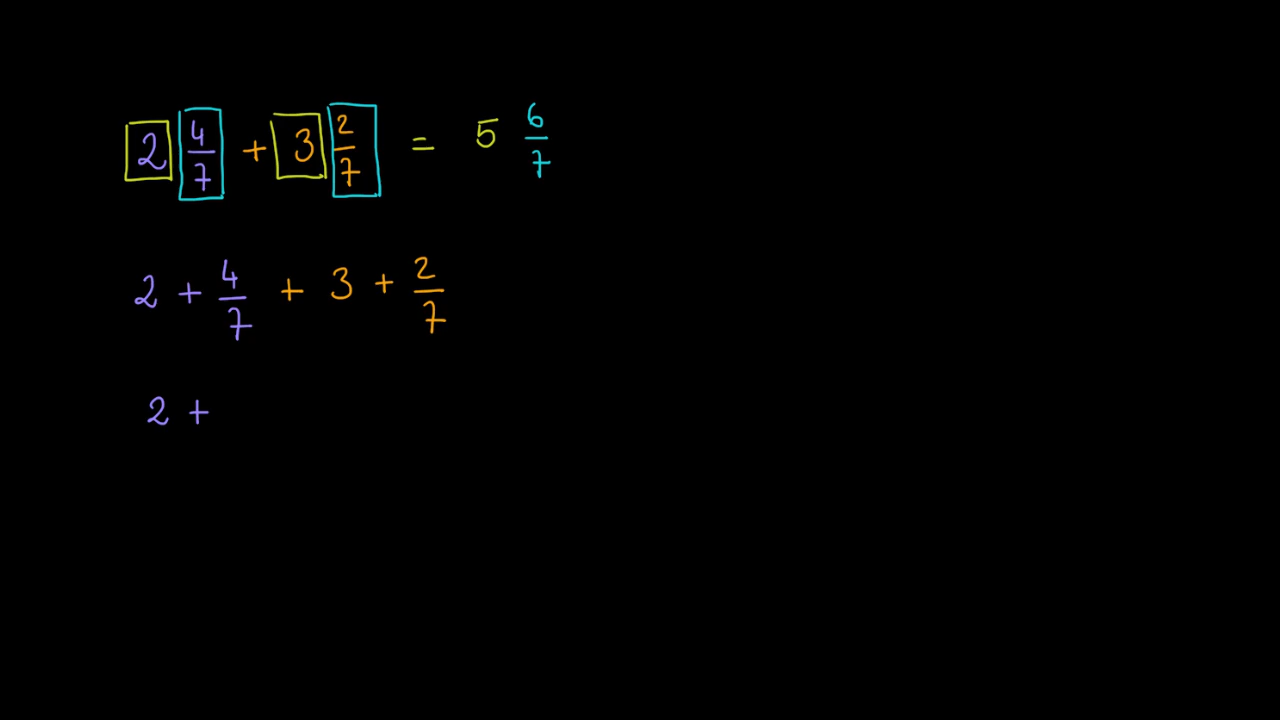 2 4/7 + 3 2/7 = 5 6/7
2 + 4/7 + 3 + 2/7
2 +